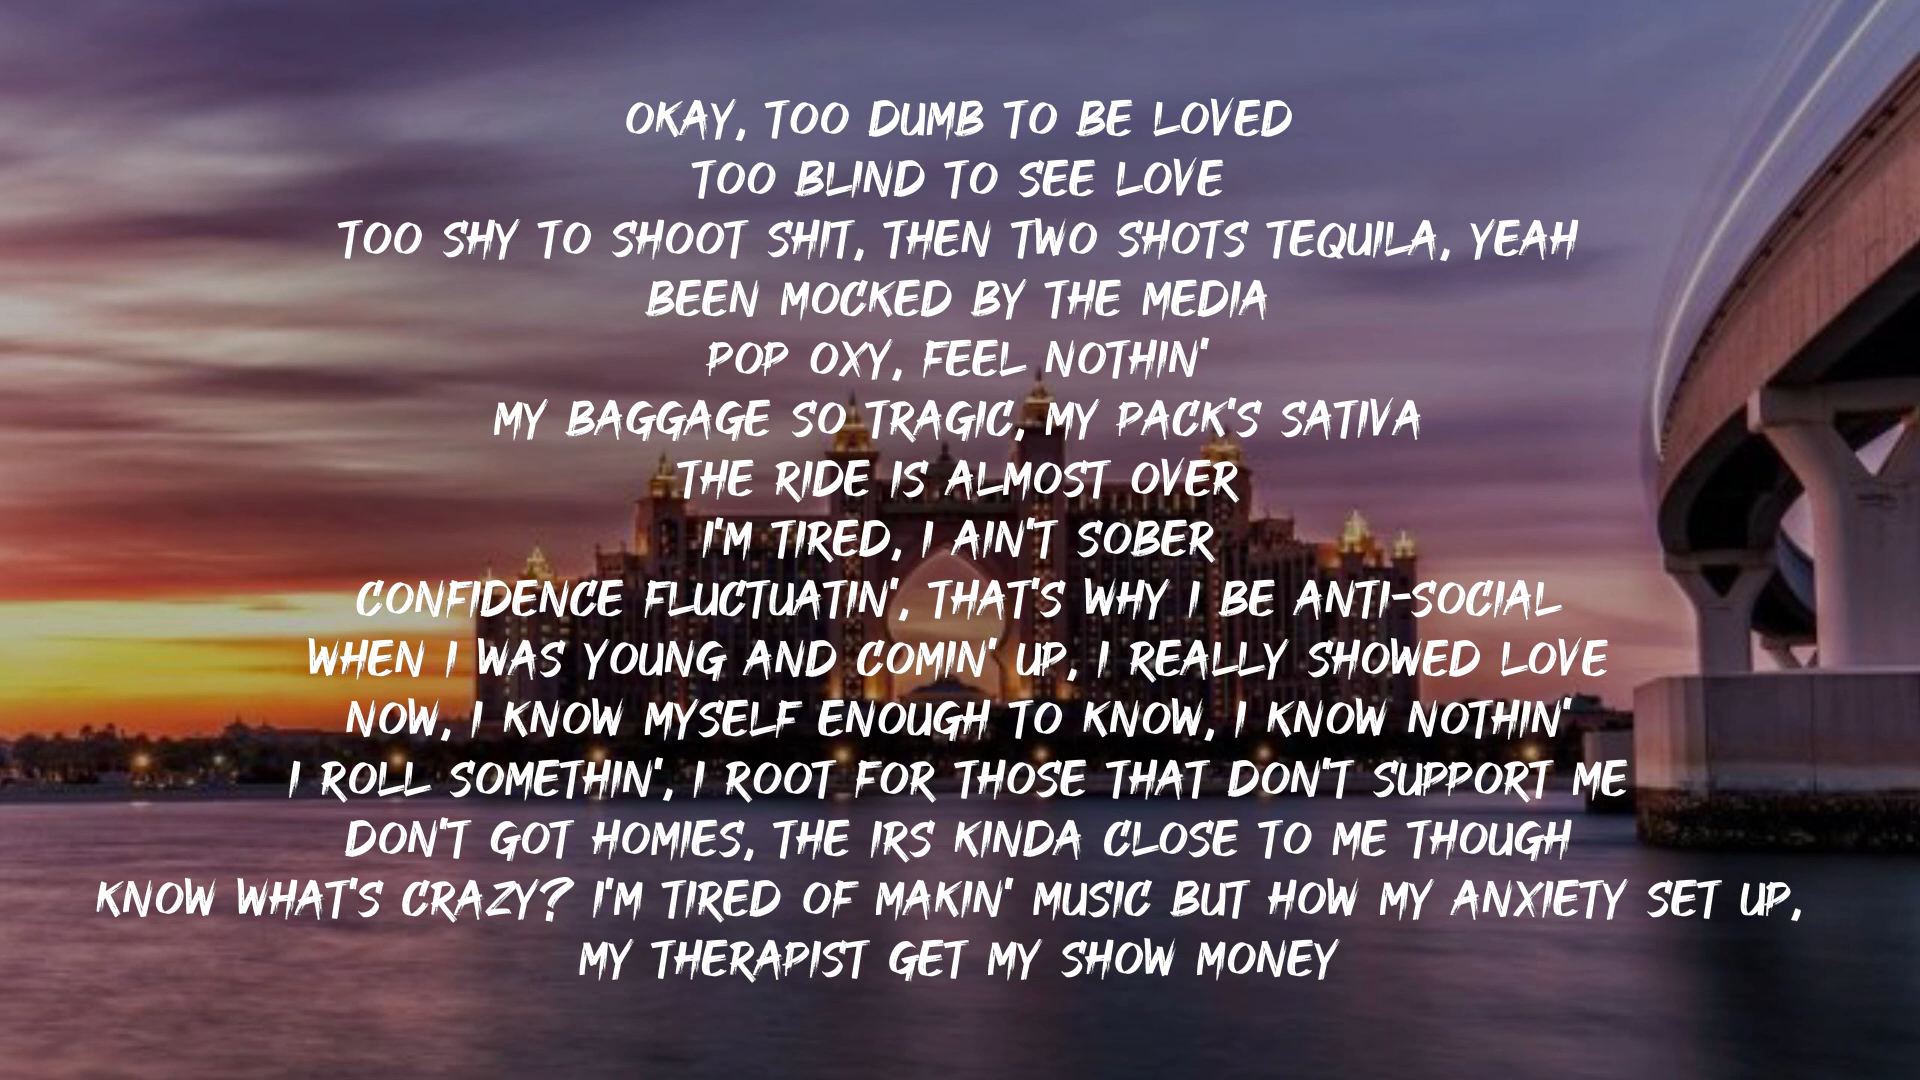 OKAY, TOO DUMB TO BE LOVED
TOO BLIND TO SEE LOVE
TOO SHY TO SHOOT SHIT, THEN TWO SHOTS TEQUILA, YEAH
BEEN MOCKED BY THE MEDIA
POP OXY, FEEL NOTHIN'
MY BAGGAGE SO TRAGIC, MY PACK'S SATIVA
THE RIDE IS ALMOST OVER
I'M TIRED, I AIN'T SOBER
CONFIDENCE FLUCTUATIN', THAT'S WHY I BE ANTI-SOCIAL
WHEN I WAS YOUNG AND COMIN' UP, I REALLY SHOWED LOVE
NOW, I KNOW MYSELF ENOUGH TO KNOW, I KNOW NOTHIN'
I ROLL SOMETHIN', I ROOT FOR THOSE THAT DON'T SUPPORT ME
DON'T GOT HOMIES, THE IRS KINDA CLOSE TO ME THOUGH
KNOW WHAT'S CRAZY? I'M TIRED OF MAKIN' MUSIC BUT HOW MY ANXIETY SET UP,
MY THERAPIST GET MY SHOW MONEY